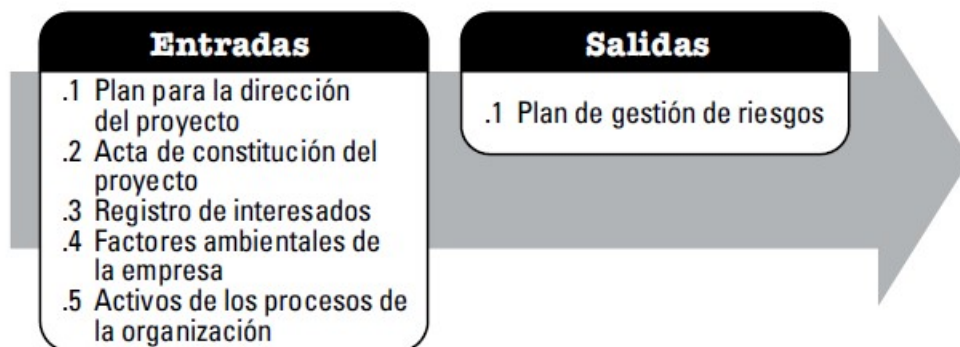 Entradas
.1 Plan para la dirección
del proyecto
.2 Acta de constitución del
proyecto
.3 Registro de interesados
.4 Factores ambientales de
la empresa
.5 Activos de los procesos de
la organización
Salidas
.1 Plan de gestión de riesgos